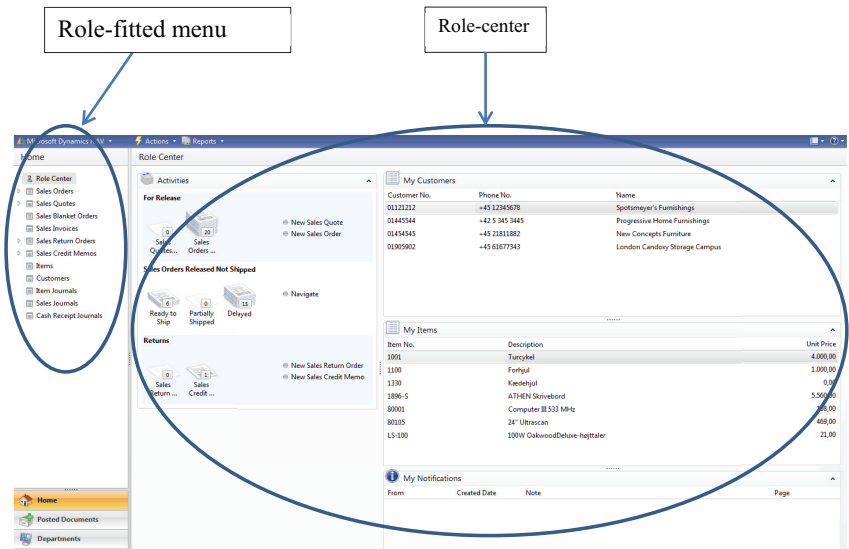 Role-fitted menu
Role-center
Microsoft Dynamics NAV
Actions
Reports
Home
Role Center
Role Center
Sales Orders
Sales Quotes
Sales Blanket Orders
Sales Invoices
Sales Return Orders
Sales Credit Memos
Items
Customers
Item Journals
Sales Journals
Cash Receipt Journals
Home
Posted Documents
Departments
Activities
For Release
0
20
Sales Quotes...
Sales Orders ...
New Sales Quote
New Sales Order
Sales Orders Released Not Shipped
6
0
15
Ready to Ship
Partially Shipped
Delayed
Navigate
Returns
0
1
Sales Return ...
Sales Credit ...
New Sales Return Order
New Sales Credit Memo
My Customers
Customer No. Phone No. Name
01121212 +45 12345678 Spotsmeyer's Furnishings
01445544 +42 5 345 3445 Progressive Home Furnishings
01454545 +45 21811882 New Concepts Furniture
01905902 +45 61677343 London Candoxy Storage Campus
My Items
Item No. Description Unit Price
1001 Turcykel 4.000,00
1100 Forhjul 1.000,00
1330 Kædehjul 0,00
1896-S ATHEN Skrivebord 5.560,00
80001 Computer III 533 MHz
80105 24" Ultrascan 469,00
LS-100 100W OakwoodDeluxe-højttaler 21,00
My Notifications
From Created Date Note Page